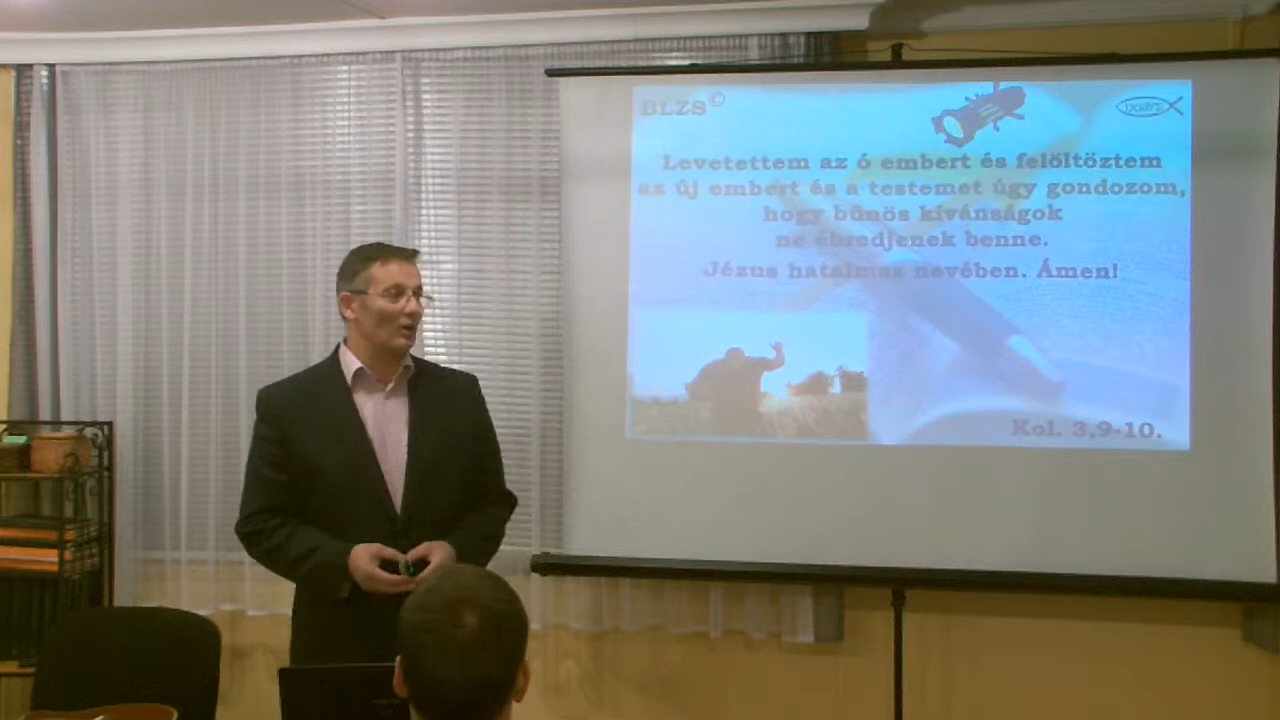 BLZS©
Levetettem az ó embert és felöltöztem
az új embert és a testemet úgy gondozom,
hogy bűnös kívánságok
ne ébredjenek benne.
Jézus hatalmas nevében. Ámen!
Kol. 3,9-10.